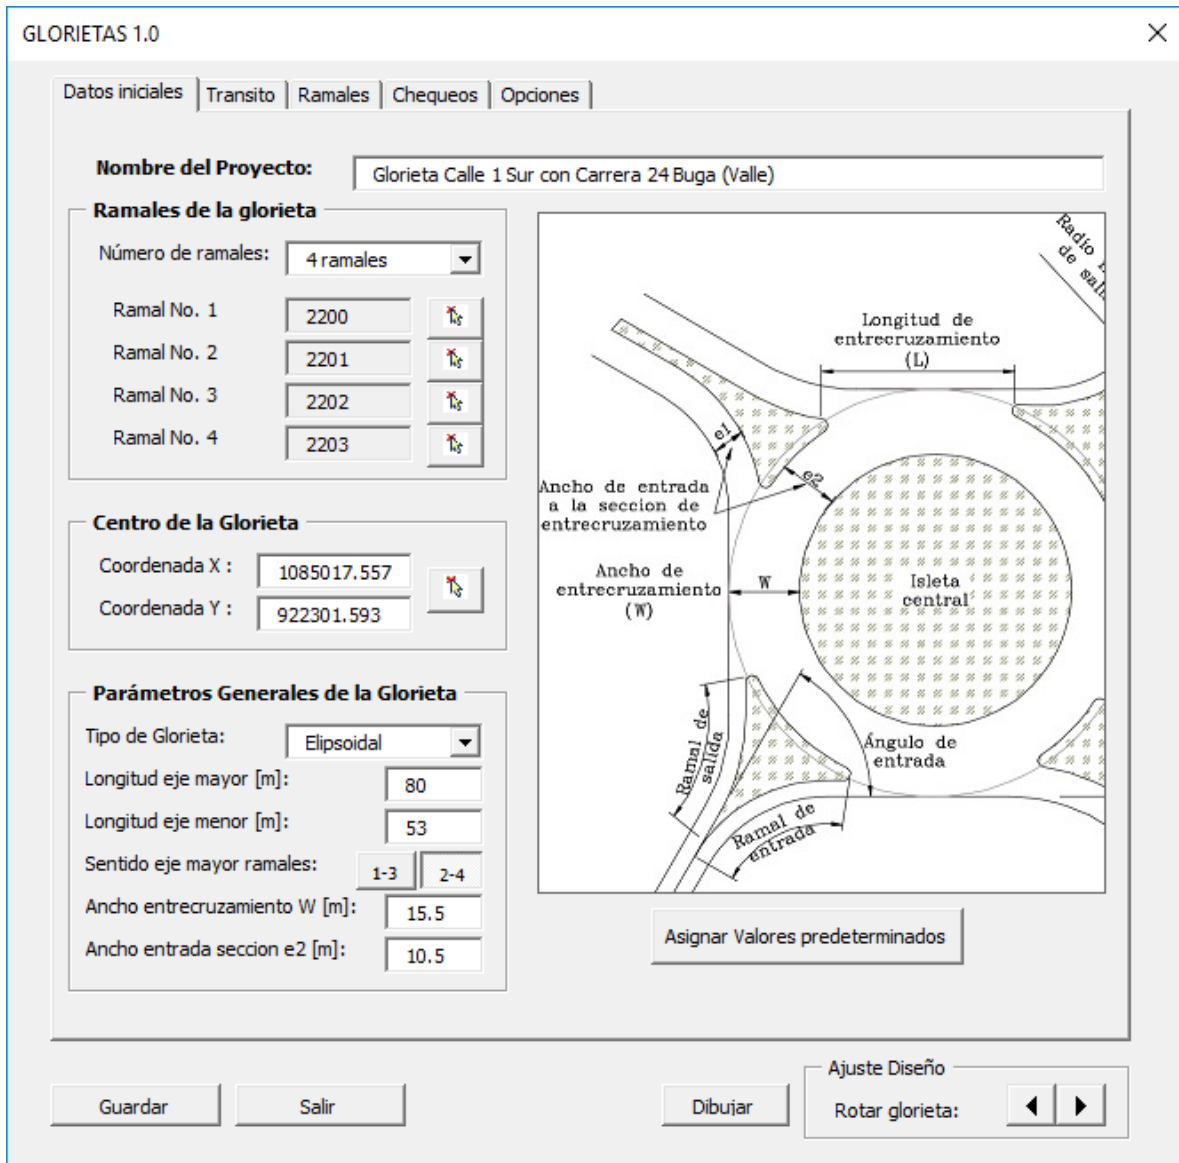 GLORIETAS 1.0
Datos iniciales Transito Ramales Chequeos Opciones
Nombre del Proyecto: Glorieta Calle 1 Sur con Carrera 24 Buga (Valle)
Ramales de la glorieta
Número de ramales: 4 ramales
Ramal No. 1 2200
Ramal No. 2 2201
Ramal No. 3 2202
Ramal No. 4 2203
Centro de la Glorieta
Coordenada X : 1085017.557
Coordenada Y : 922301.593
Parámetros Generales de la Glorieta
Tipo de Glorieta: Elipsoidal
Longitud eje mayor [m]: 80
Longitud eje menor [m]: 53
Sentido eje mayor ramales: 1-3 2-4
Ancho entrecruzamiento W [m]: 15.5
Ancho entrada seccion e2 [m]: 10.5
Radio
de
Longitud de
entrecruzamiento
(L)
e1
e2
Ancho de entrada
a la seccion de
entrecruzamiento
Ancho de
entrecruzamiento
(W)
W
Isleta
central
Ramal de
salida
Ángulo de
entrada
Ramal de
entrada
Asignar Valores predeterminados
Guardar Salir Dibujar
Ajuste Diseño
Rotar glorieta: